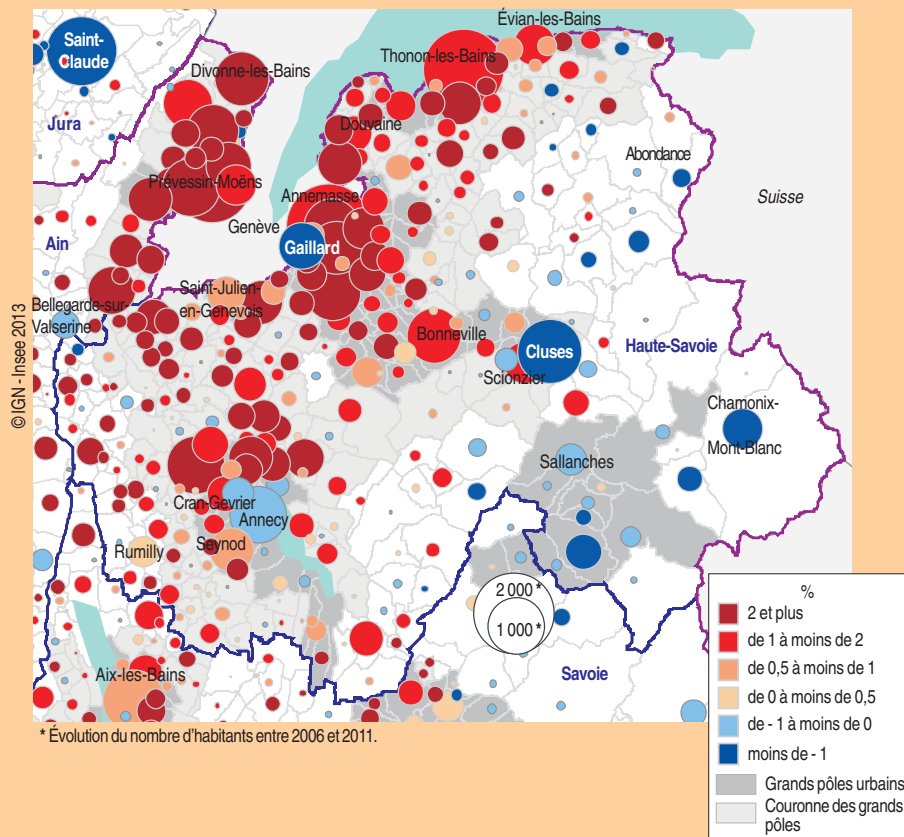 Évian-les-Bains
Saint-
Claude
Thonon-les-Bains
Divonne-les-Bains
Jura
Douvaine
Abondance
Prévessin-Moëns
Annemasse
Suisse
Genève
Ain
Gaillard
Saint-Julien-
en-Genevois
Bellegarde-sur-
Valserine
Bonneville
Cluses
Haute-Savoie
Scionzier
Chamonix-
Mont-Blanc
Sallanches
Cran-Gevrier
Annecy
Rumilly
Seynod
2 000*
1 000*
Aix-les-Bains
Savoie
© IGN - Insee 2013
* Évolution du nombre d'habitants entre 2006 et 2011.
%
2 et plus
de 1 à moins de 2
de 0,5 à moins de 1
de 0 à moins de 0,5
de - 1 à moins de 0
moins de - 1
Grands pôles urbains
Couronne des grands
pôles